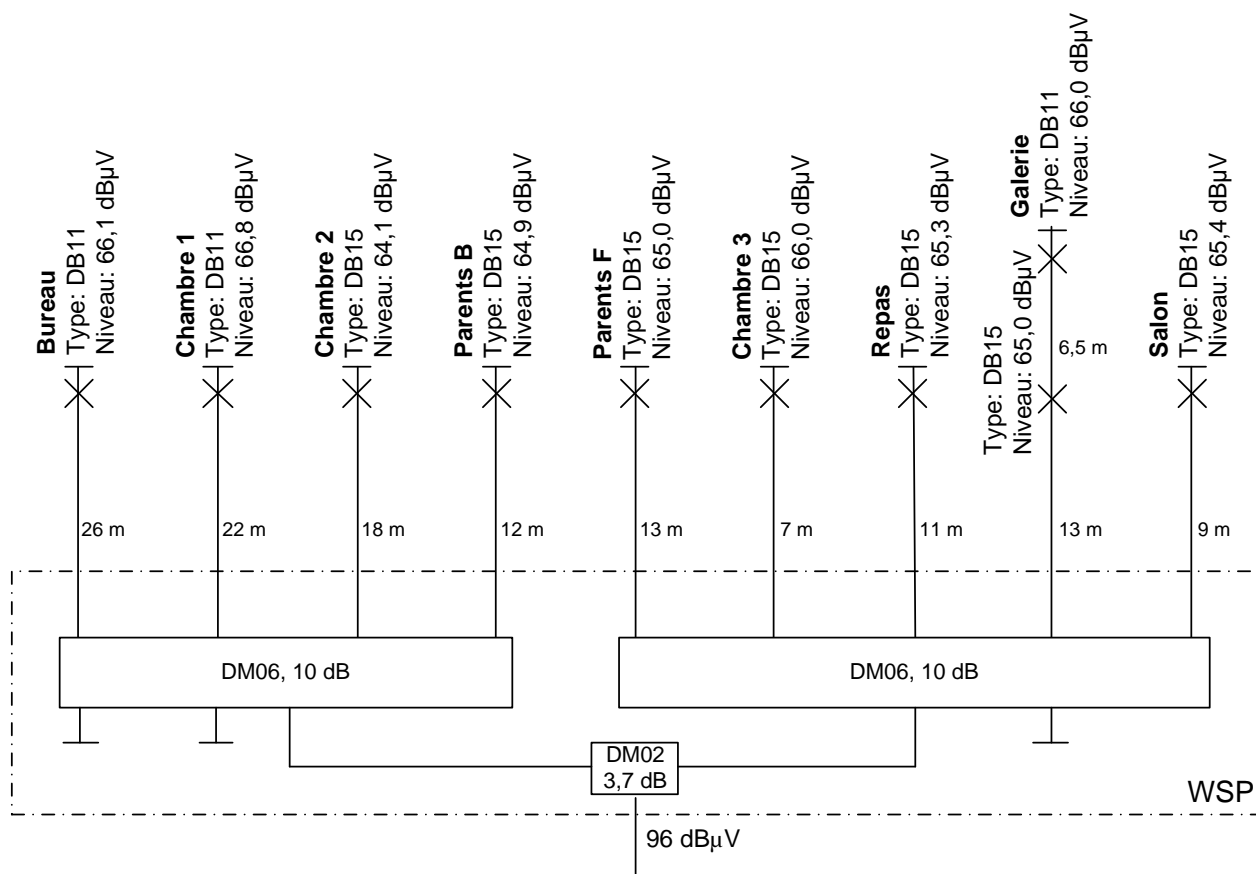 Bureau
Type: DB11
Niveau: 66,1 dBµV
Chambre 1
Type: DB11
Niveau: 66,8 dBµV
Chambre 2
Type: DB15
Niveau: 64,1 dBµV
Parents B
Type: DB15
Niveau: 64,9 dBµV
Parents F
Type: DB15
Niveau: 65,0 dBµV
Chambre 3
Type: DB15
Niveau: 66,0 dBµV
Repas
Type: DB15
Niveau: 65,3 dBµV
Type: DB15
Niveau: 65,0 dBµV
Galerie
Type: DB11
Niveau: 66,0 dBµV
6,5 m
Salon
Type: DB15
Niveau: 65,4 dBµV
26 m
22 m
18 m
12 m
13 m
7 m
11 m
13 m
9 m
DM06, 10 dB
DM06, 10 dB
DM02
3,7 dB
WSP
96 dBµV